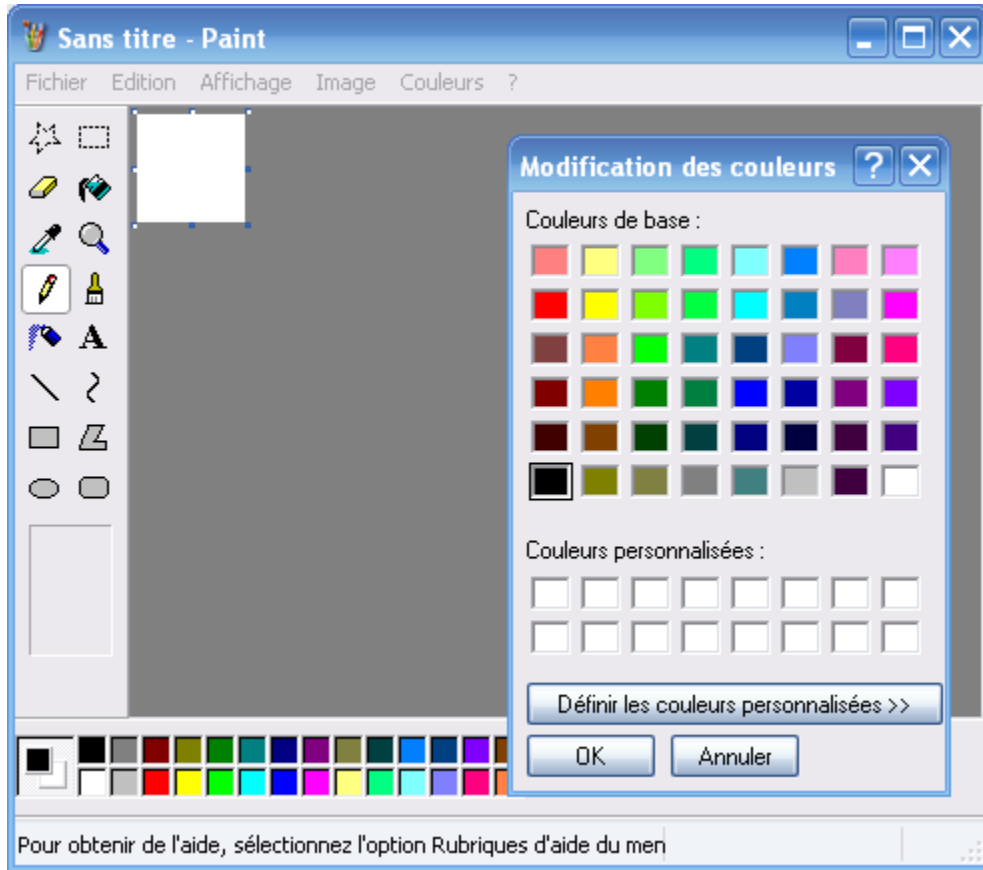 Sans titre - Paint
Fichier Edition Affichage Image Couleurs ?
Modification des couleurs
Couleurs de base :
A
Couleurs personnalisées :
Définir les couleurs personnalisées >>
OK Annuler
Pour obtenir de l'aide, sélectionnez l'option Rubriques d'aide du men